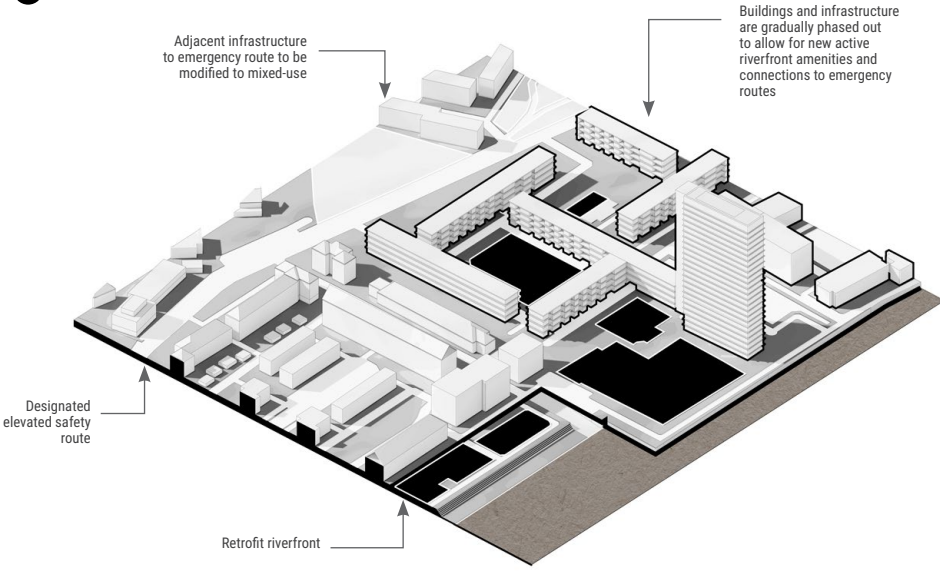 Adjacent infrastructure
to emergency route to be
modified to mixed-use
Buildings and infrastructure
are gradually phased out
to allow for new active
riverfront amenities and
connections to emergency
routes
Designated
elevated safety
route
Retrofit riverfront